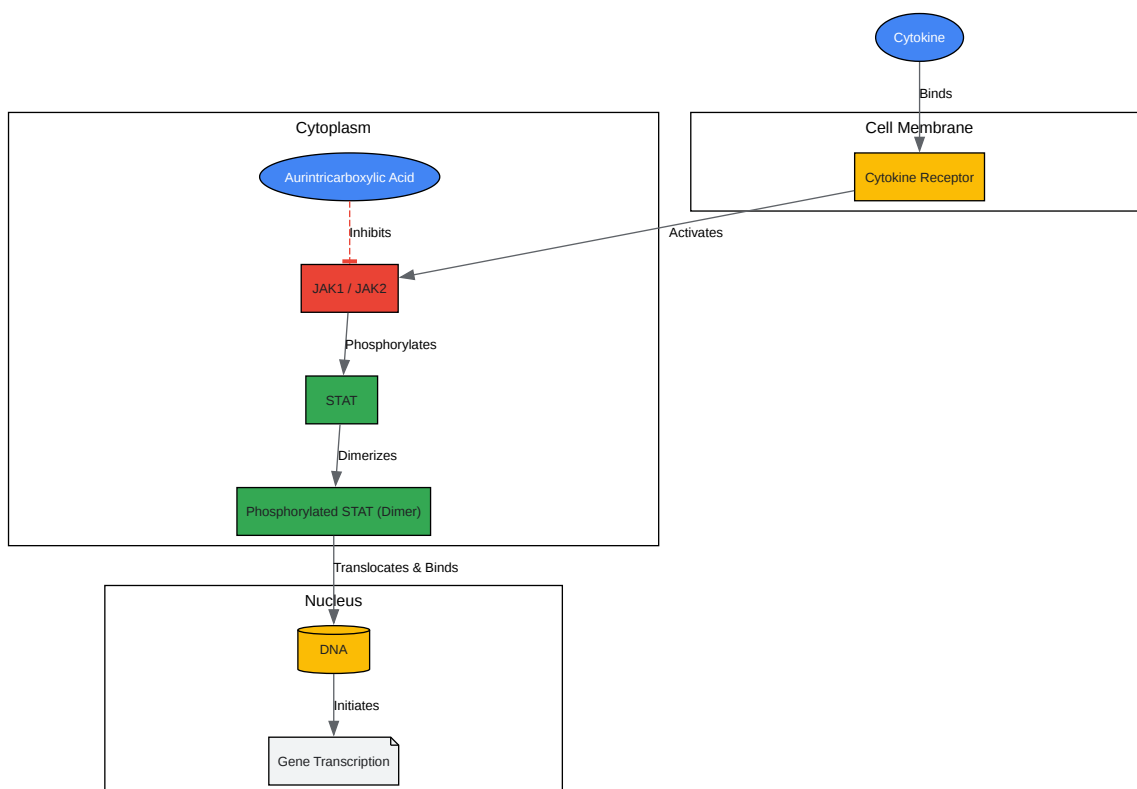 Cytokine
Binds
Cytoplasm
Cell Membrane
Aurintricarboxylic Acid
Cytokine Receptor
Inhibits
Activates
JAK1 / JAK2
Phosphorylates
STAT
Dimerizes
Phosphorylated STAT (Dimer)
Translocates & Binds
Nucleus
DNA
Initiates
Gene Transcription